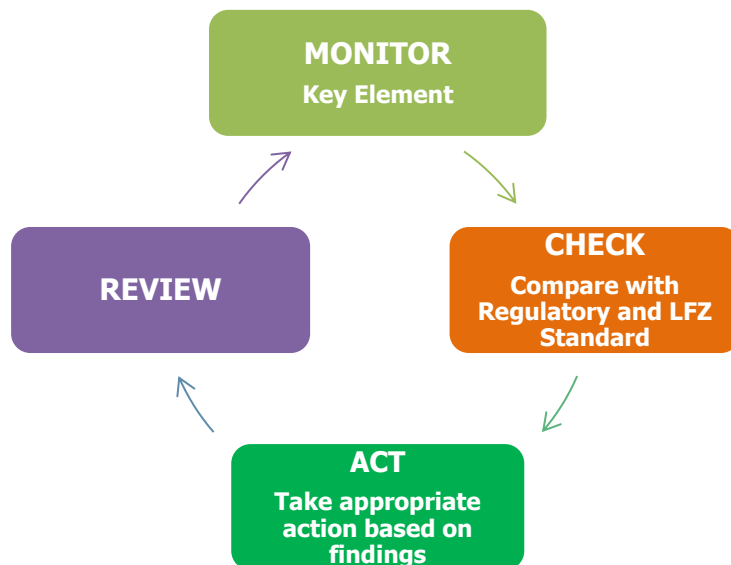 MONITOR
Key Element
REVIEW
CHECK
Compare with
Regulatory and LFZ
Standard
ACT
Take appropriate
action based on
findings